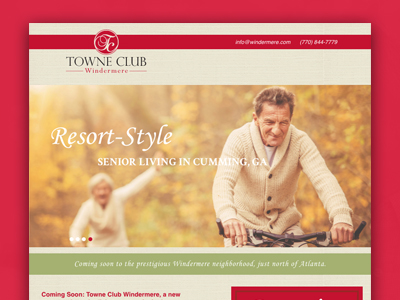 info@windermere.com (770) 844-7779
TOWNE CLUB
Windermere
Resort-Style
SENIOR LIVING IN CUMMING, GA
Coming soon to the prestigious Windermere neighborhood, just north of Atlanta.
Coming Soon: Towne Club Windermere, a new